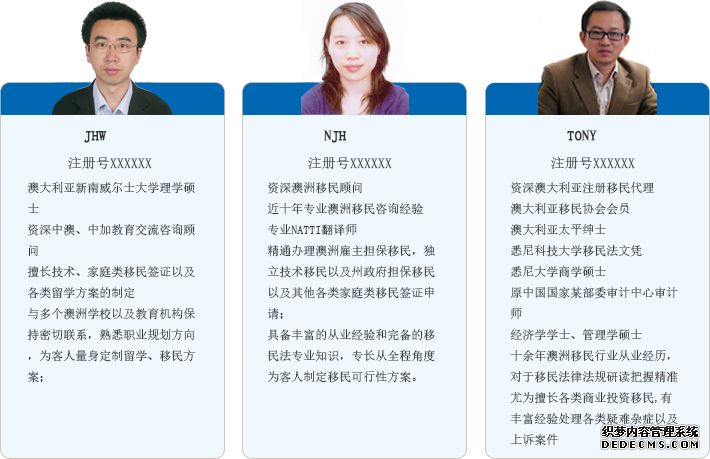 JHW
注册号XXXXXX
澳大利亚新南威尔士大学理学硕
士
资深中澳、中加教育交流咨询顾
问
擅长技术、家庭类移民签证以及
各类留学方案的制定
与多个澳洲学校以及教育机构保
持密切联系，熟悉职业规划方向
，为客人量身定制留学、移民方
案；
NJH
注册号XXXXXX
资深澳洲移民顾问
近十年专业澳洲移民咨询经验
专业NATTI翻译师
精通办理澳洲雇主担保移民，独
立技术移民以及州政府担保移民
以及其他各类家庭类移民签证申
请；
具备丰富的从业经验和完备的移
民法专业知识，专长从全程角度
为客人制定移民可行性方案。
TONY
注册号XXXXXX
资深澳大利亚注册移民代理
澳大利亚移民协会会员
澳大利亚太平绅士
悉尼科技大学移民法文凭
悉尼大学商学硕士
原中国国家某部委审计中心审计
师
经济学学士、管理学硕士
十余年澳洲移民行业从业经历，
对于移民法律法规研读把握精准
尤为擅长各类商业投资移民,有
丰富经验处理各类疑难杂症以及
上诉案件
织梦内容管理系统
DEDECMS.COM